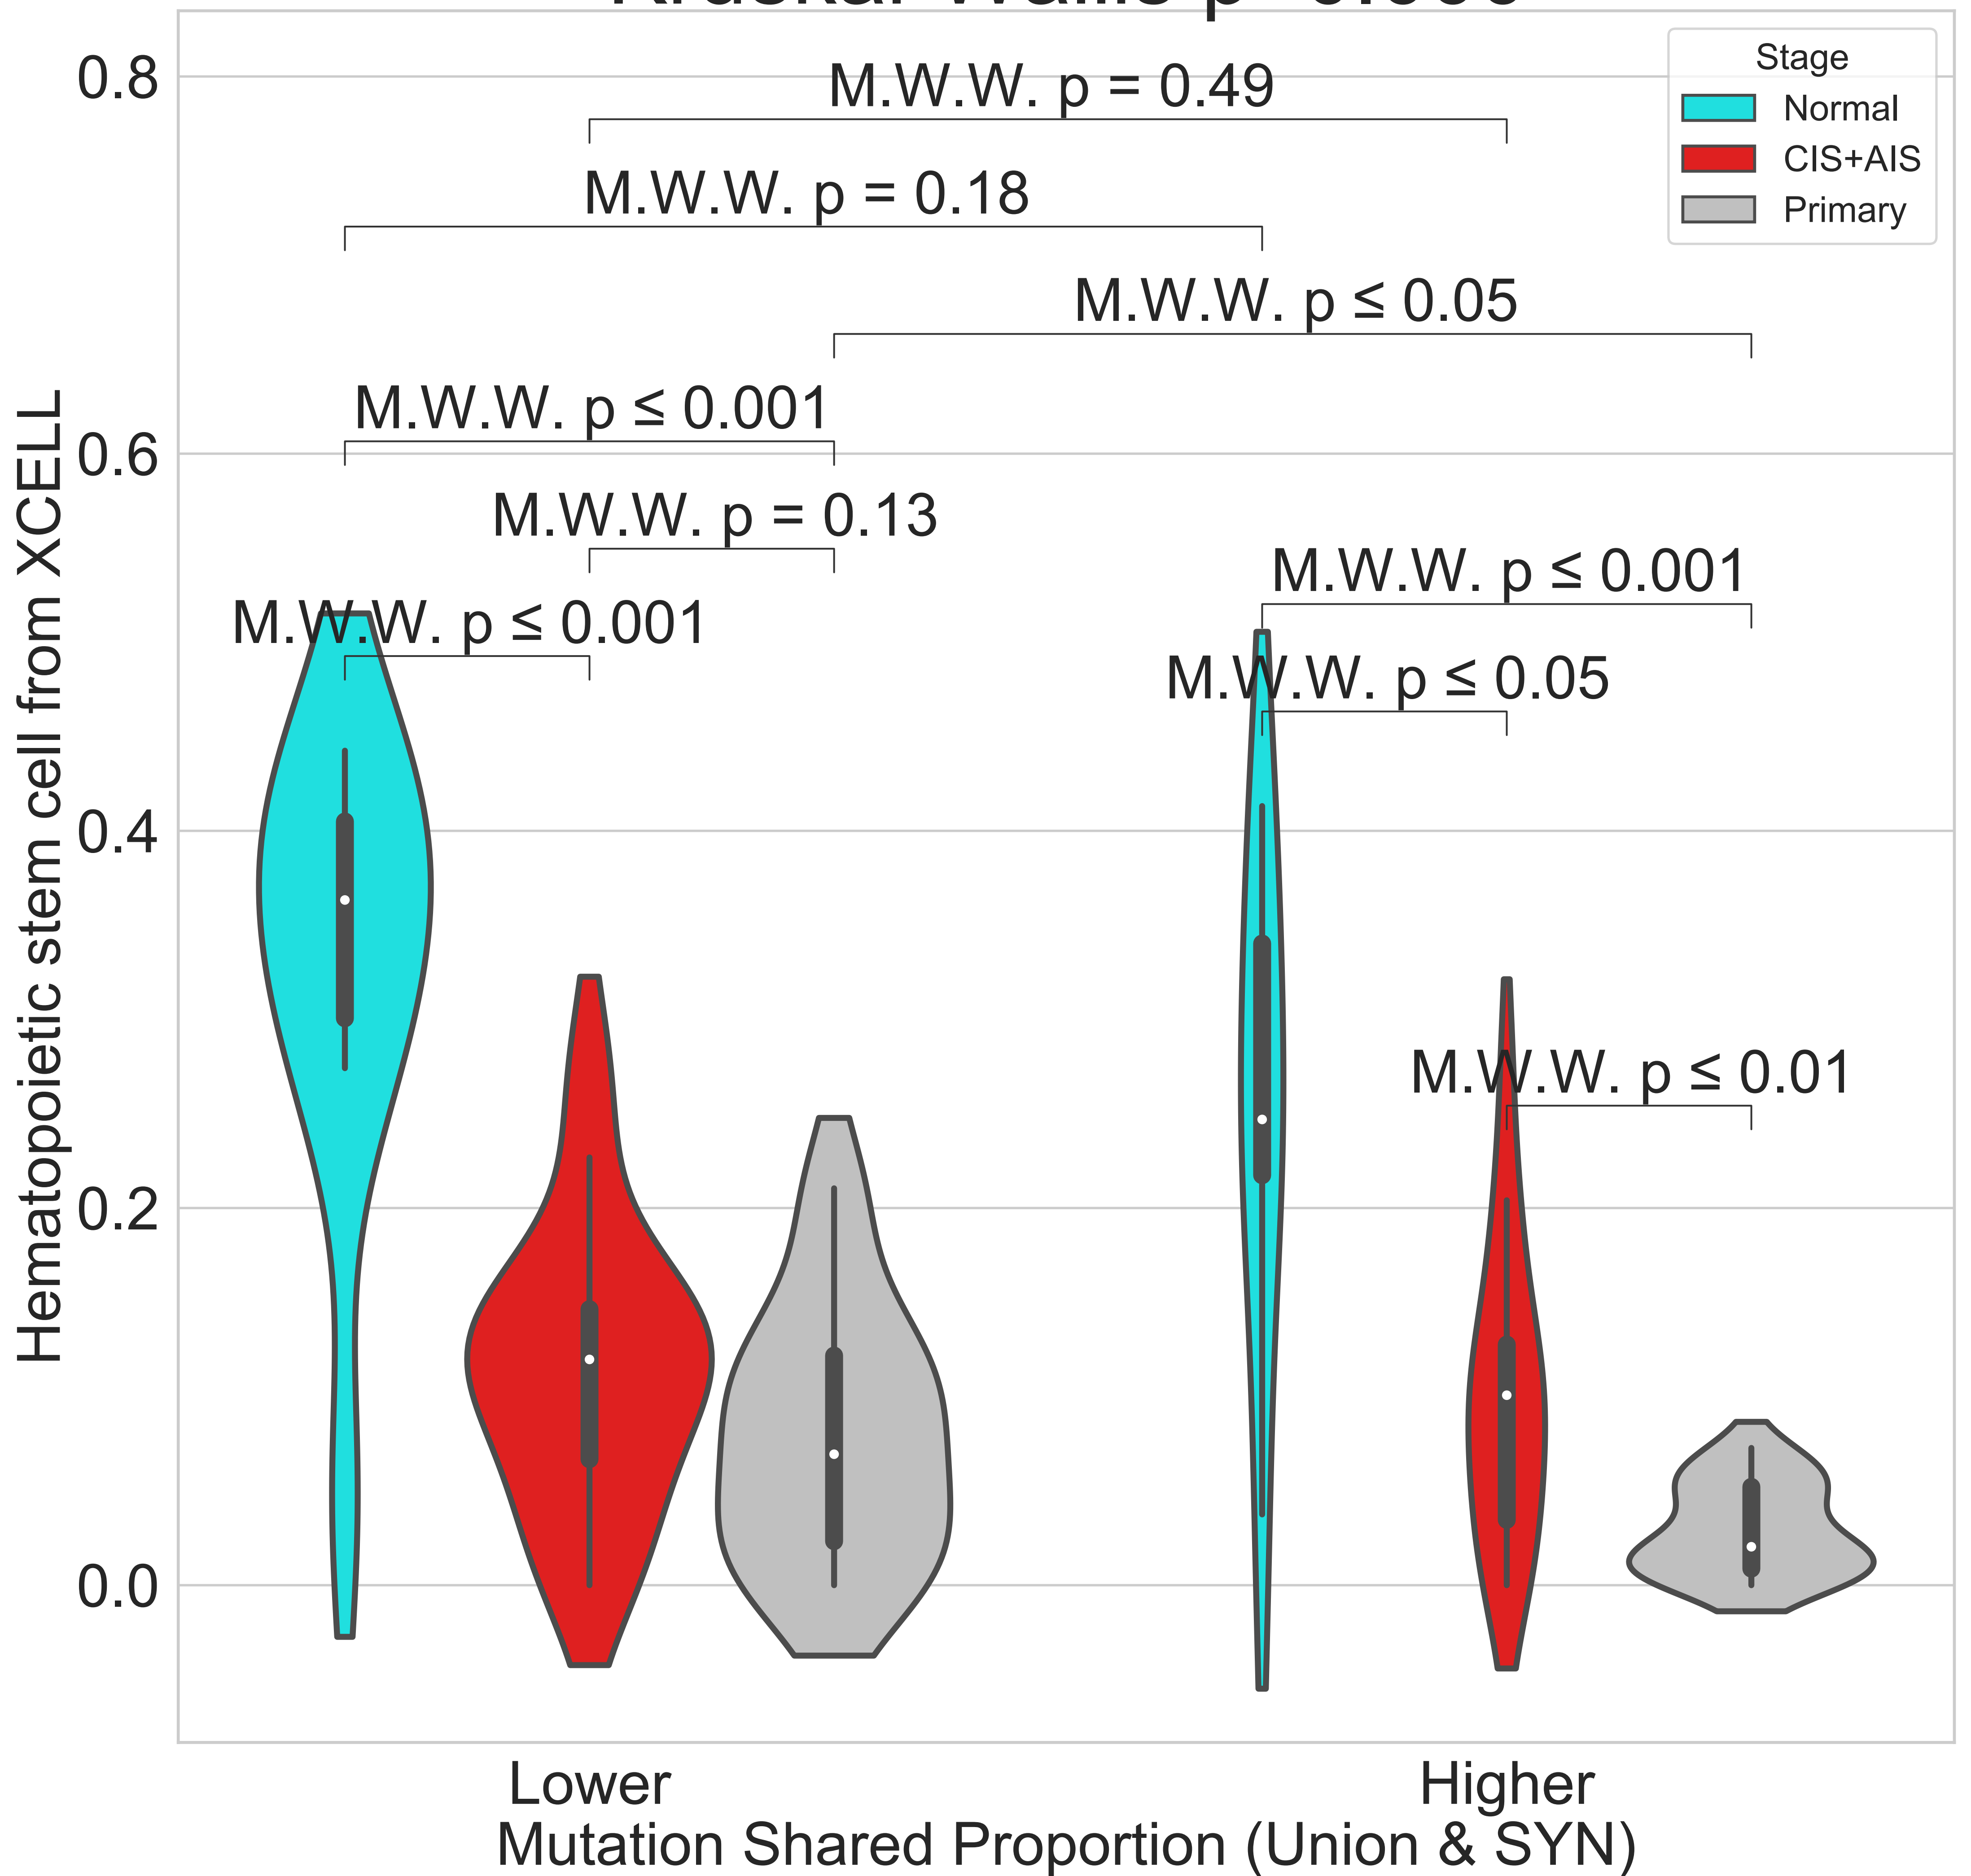 0.8
0.6
0.4
0.2
0.0
Hematopoietic stem cell from XCELL
M.W.W. p = 0.49
M.W.W. p = 0.18
M.W.W. p ≤ 0.05
M.W.W. p ≤ 0.001
M.W.W. p = 0.13
M.W.W. p ≤ 0.001
M.W.W. p ≤ 0.001
M.W.W. p ≤ 0.05
M.W.W. p ≤ 0.01
Stage
Normal
CIS+AIS
Primary
Lower
Higher
Mutation Shared Proportion (Union & SYN)